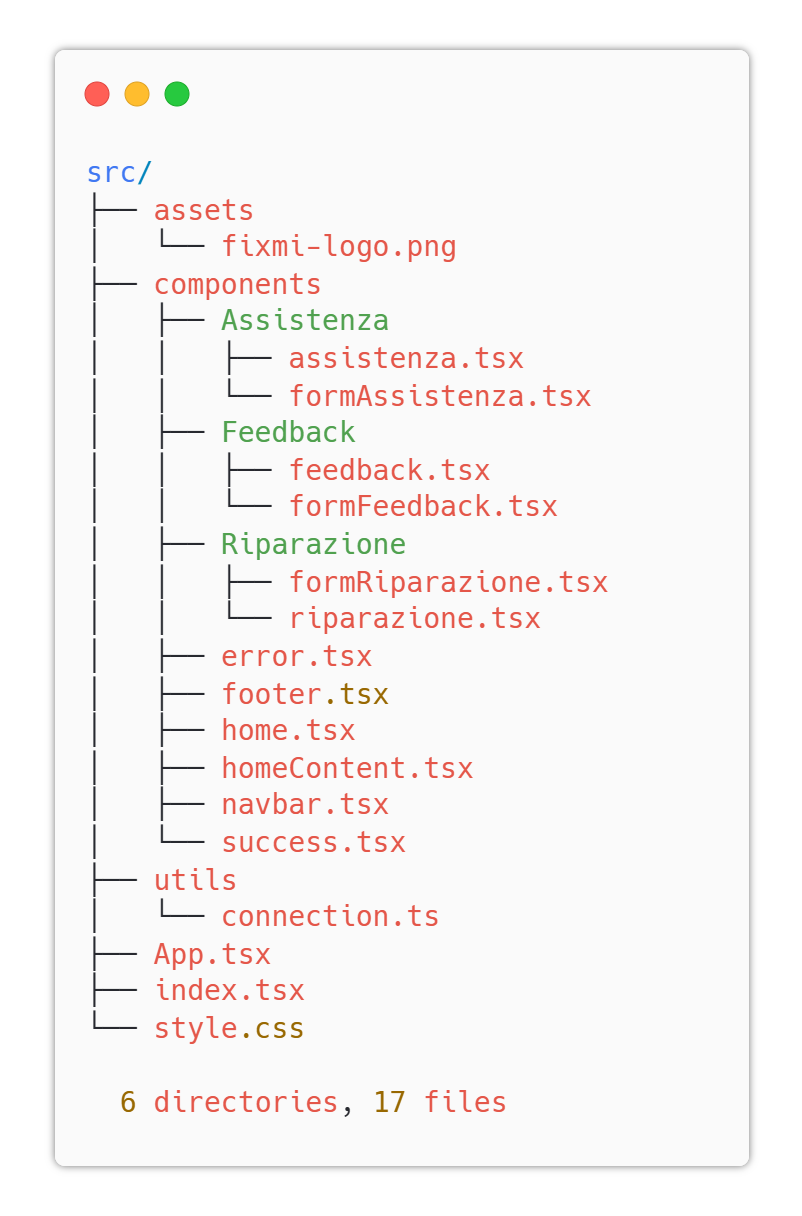 src/
├── assets
│   └── fixmi-logo.png
├── components
│   ├── Assistenza
│   │   ├── assistenza.tsx
│   │   └── formAssistenza.tsx
│   ├── Feedback
│   │   ├── feedback.tsx
│   │   └── formFeedback.tsx
│   ├── Riparazione
│   │   ├── formRiparazione.tsx
│   │   └── riparazione.tsx
│   ├── error.tsx
│   ├── footer.tsx
│   ├── home.tsx
│   ├── homeContent.tsx
│   ├── navbar.tsx
│   └── success.tsx
├── utils
│   └── connection.ts
├── App.tsx
├── index.tsx
└── style.css

  6 directories, 17 files